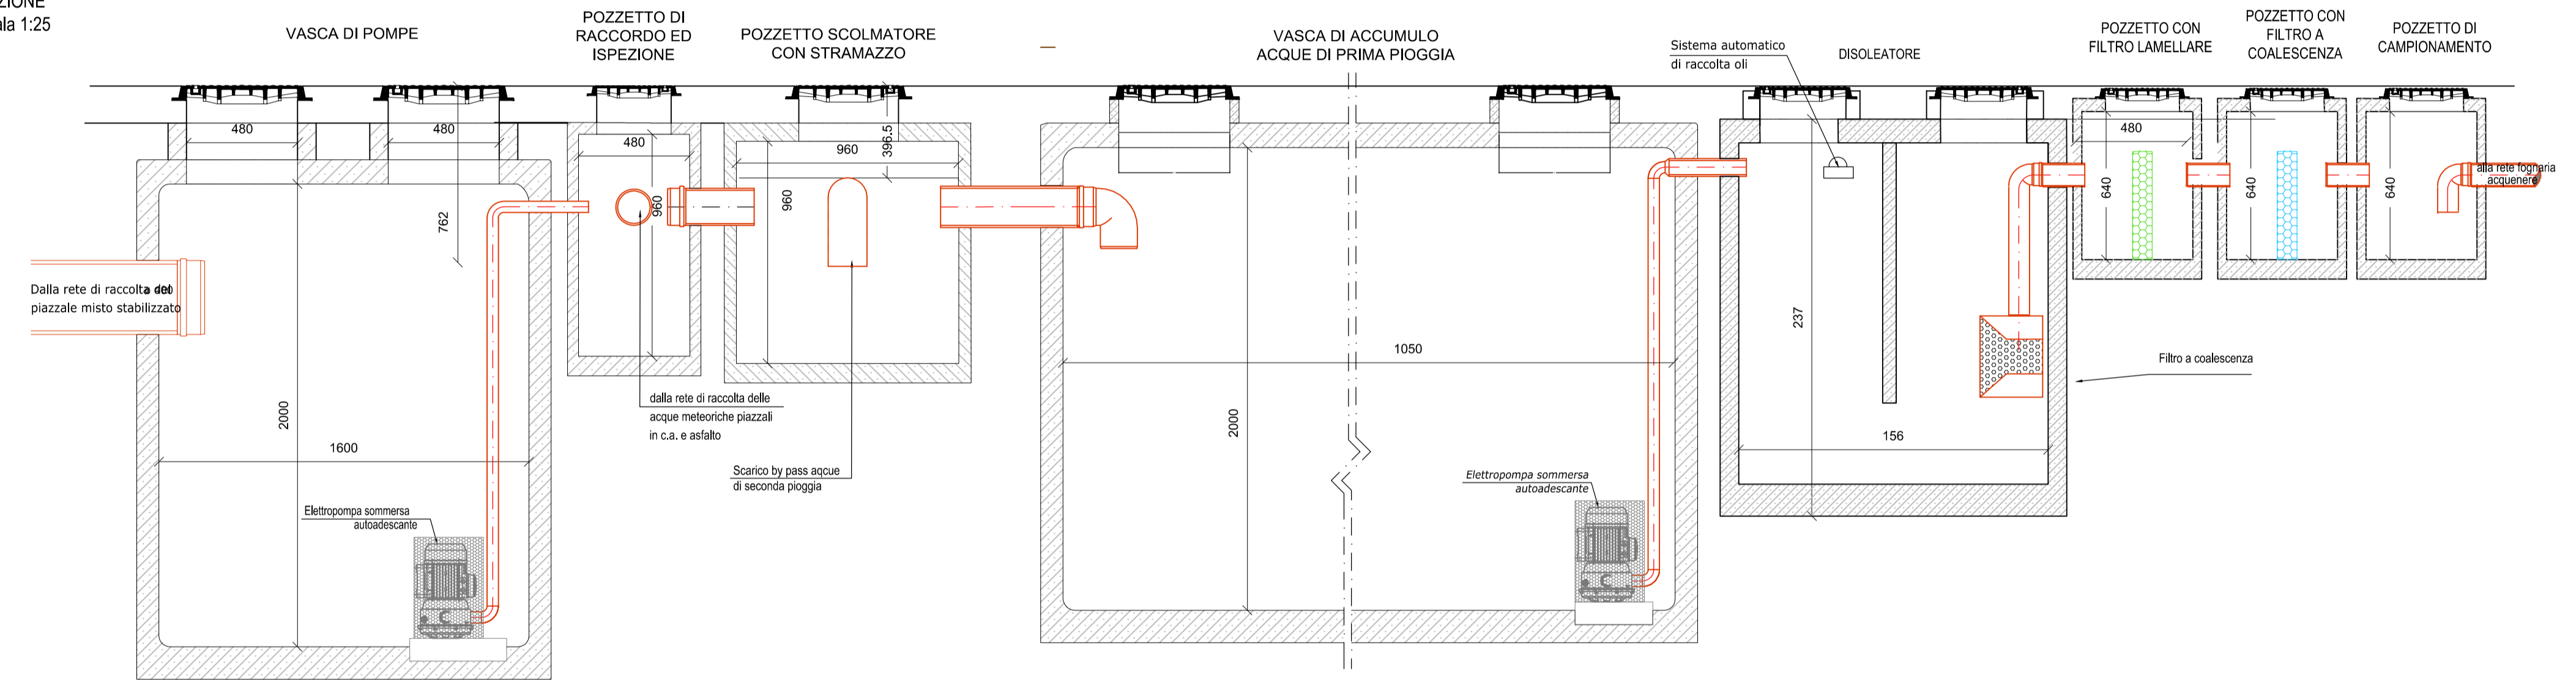 ZIONE
ala 1:25
VASCA DI POMPE
POZZETTO DI
RACCORDO ED
ISPEZIONE
POZZETTO SCOLMATORE
CON STRAMAZZO
VASCA DI ACCUMULO
ACQUE DI PRIMA PIOGGIA
Sistema automatico
di raccolta oli
DISOLEATORE
POZZETTO CON
FILTRO LAMELLARE
POZZETTO CON
FILTRO A
COALESCENZA
POZZETTO DI
CAMPIONAMENTO
480
480
762
2000
1600
Dalla rete di raccolta del
piazzale misto stabilizzato
Elettropompa sommersa
autoadescante
480
960
dalla rete di raccolta delle
acque meteoriche piazzali
in c.a. e asfalto
960
396.5
960
Scarico by pass aqcue
di seconda pioggia
1050
2000
Elettropompa sommersa
autoadescante
237
156
Filtro a coalescenza
480
640
640
640
alla rete fognaria
acquenere